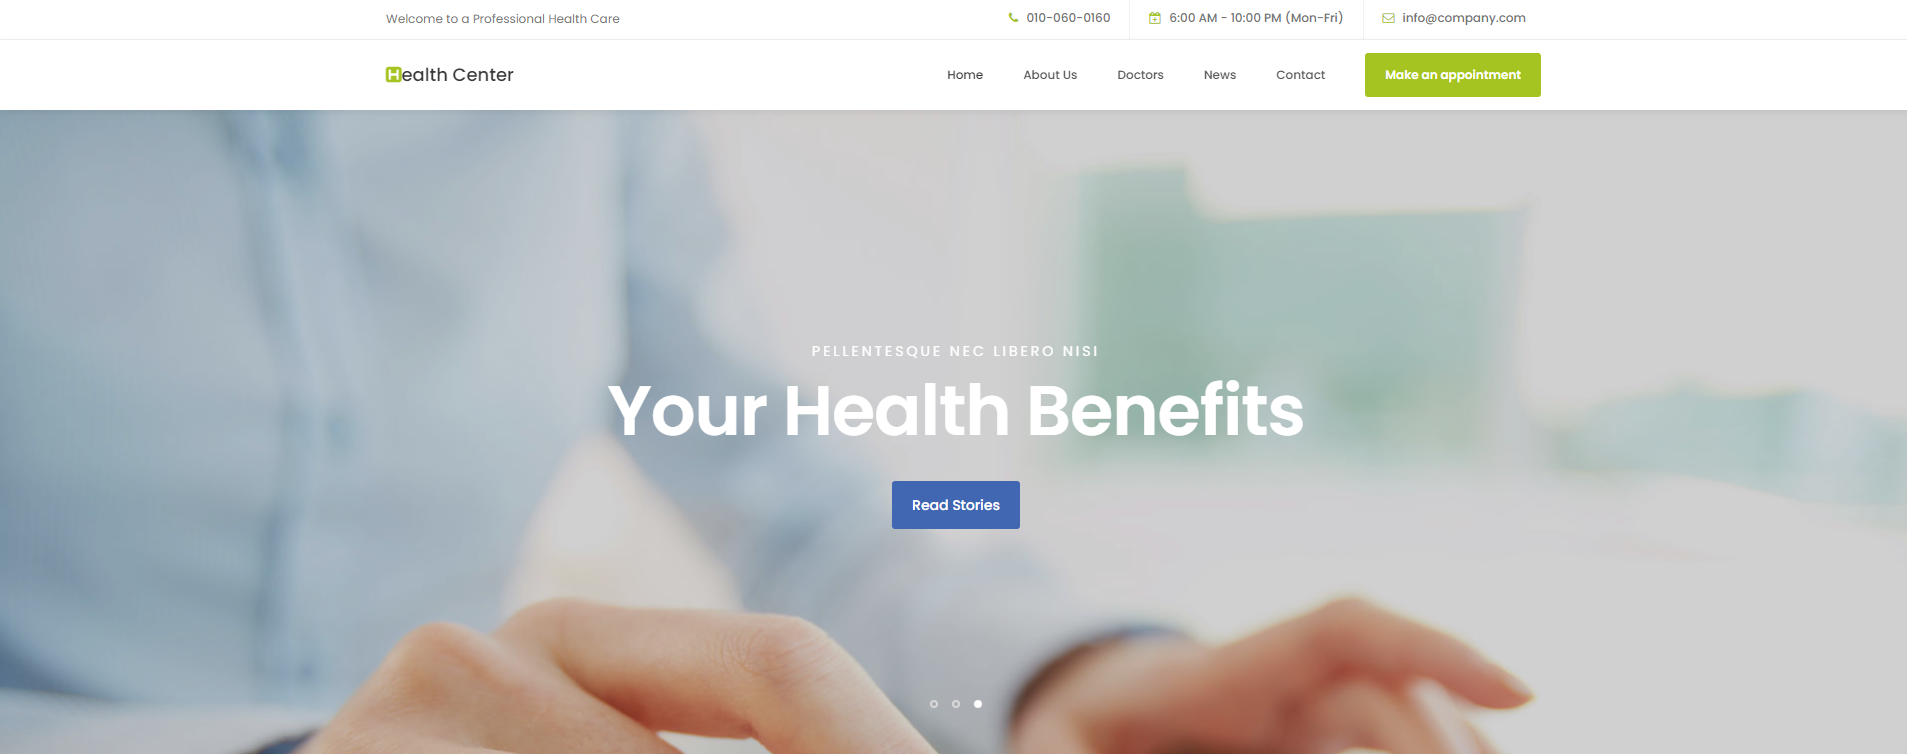 Welcome to a Professional Health Care
010-060-0160
6:00 AM - 10:00 PM (Mon-Fri)
info@company.com
Health Center
Home
About Us
Doctors
News
Contact
Make an appointment
PELLENTESQUE NEC LIBERO NISI
Your Health Benefits
Read Stories